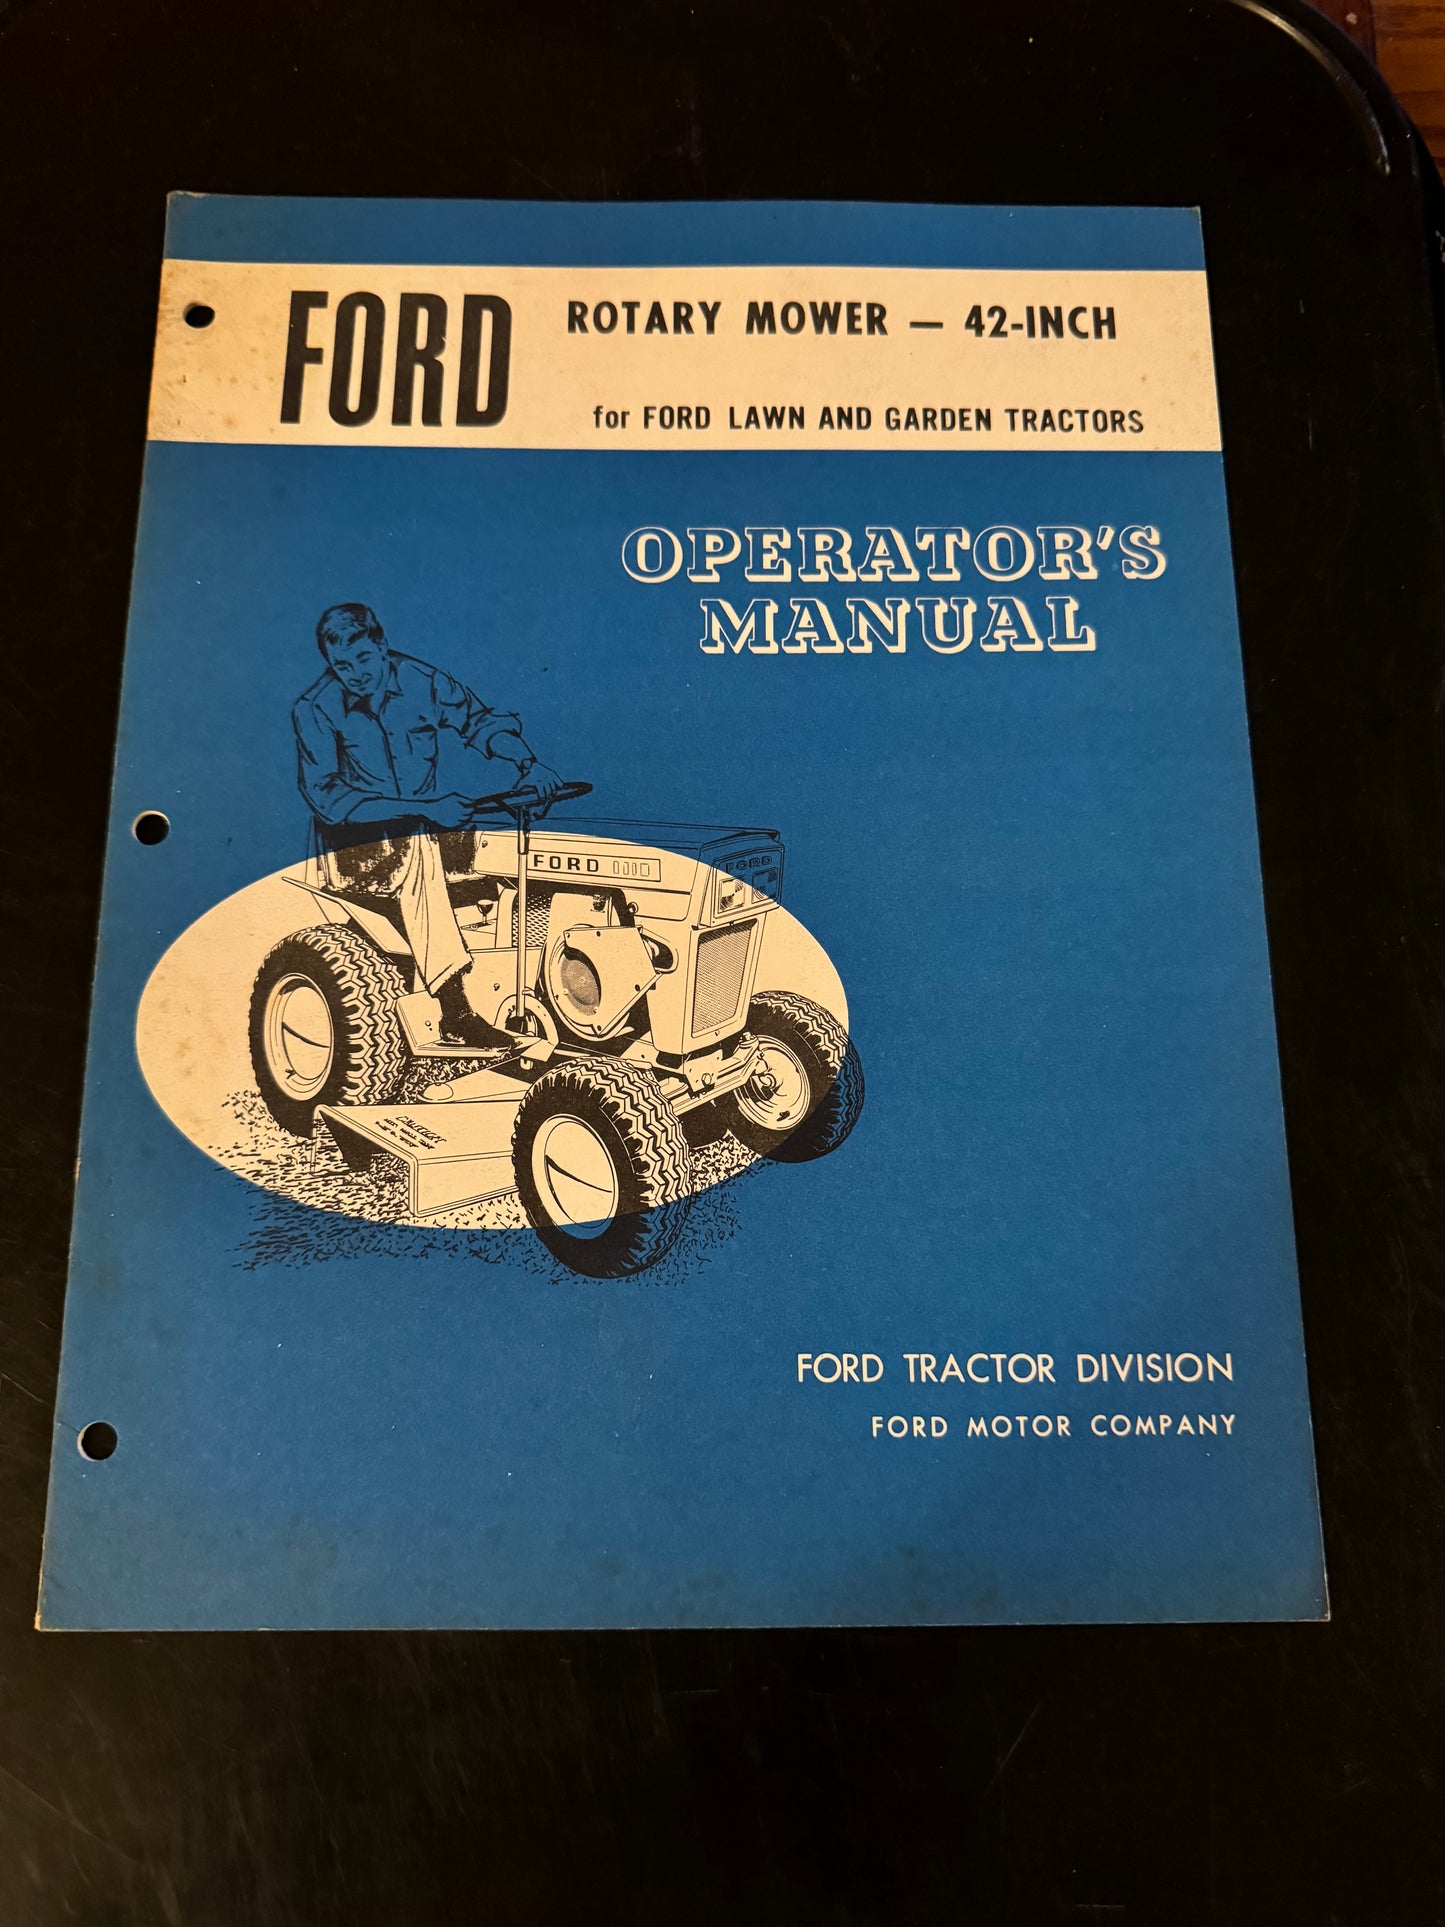 FORD
ROTARY MOWER — 42-INCH
for FORD LAWN AND GARDEN TRACTORS
OPERATOR'S
MANUAL
FORD
FORD
CAUTION
FORD TRACTOR DIVISION
FORD MOTOR COMPANY